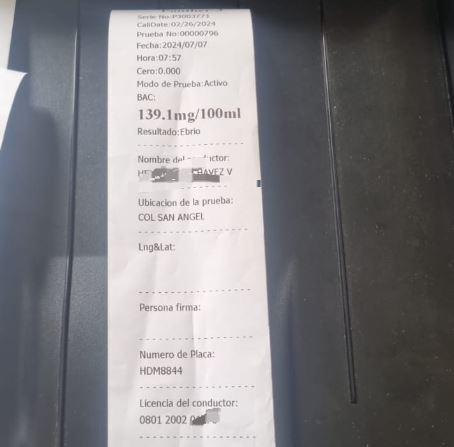 Serie No:P3003771
CaliDate:02/26/2024
Prueba No:00000796
Fecha:2024/07/07
Hora:07:57
Cero:0.000
Modo de Prueba:Activo
BAC:
139.1mg/100ml
Resultado:Ebrio
Nombre del
V
Ubicacion de la prueba:
COL SAN ANGEL
Lng&Lat:
Persona firma:
Numero de Placa:
HDM8844
Licencia del conductor:
0801 2002